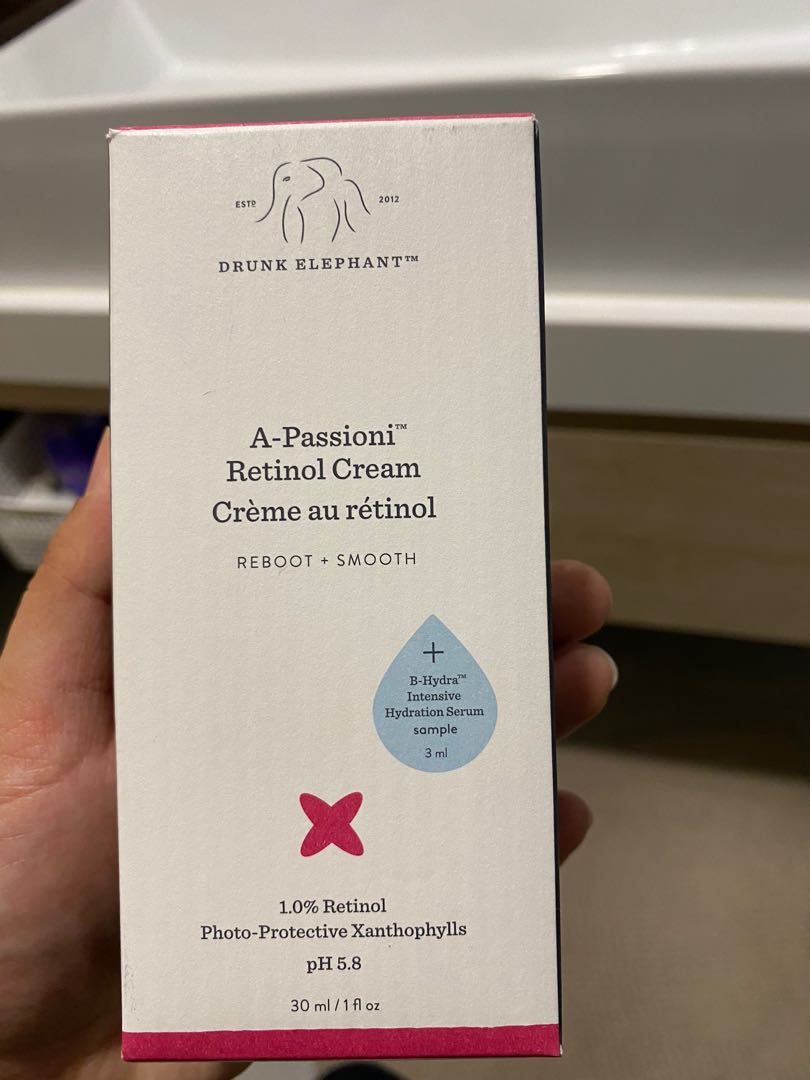 ESTD 2012
DRUNK ELEPHANT™
A-Passioni™
Retinol Cream
Crème au rétinol
REBOOT + SMOOTH
+
B-Hydra™
Intensive
Hydration Serum
sample
3 ml
1.0% Retinol
Photo-Protective Xanthophylls
pH 5.8
30 ml / 1 fl oz